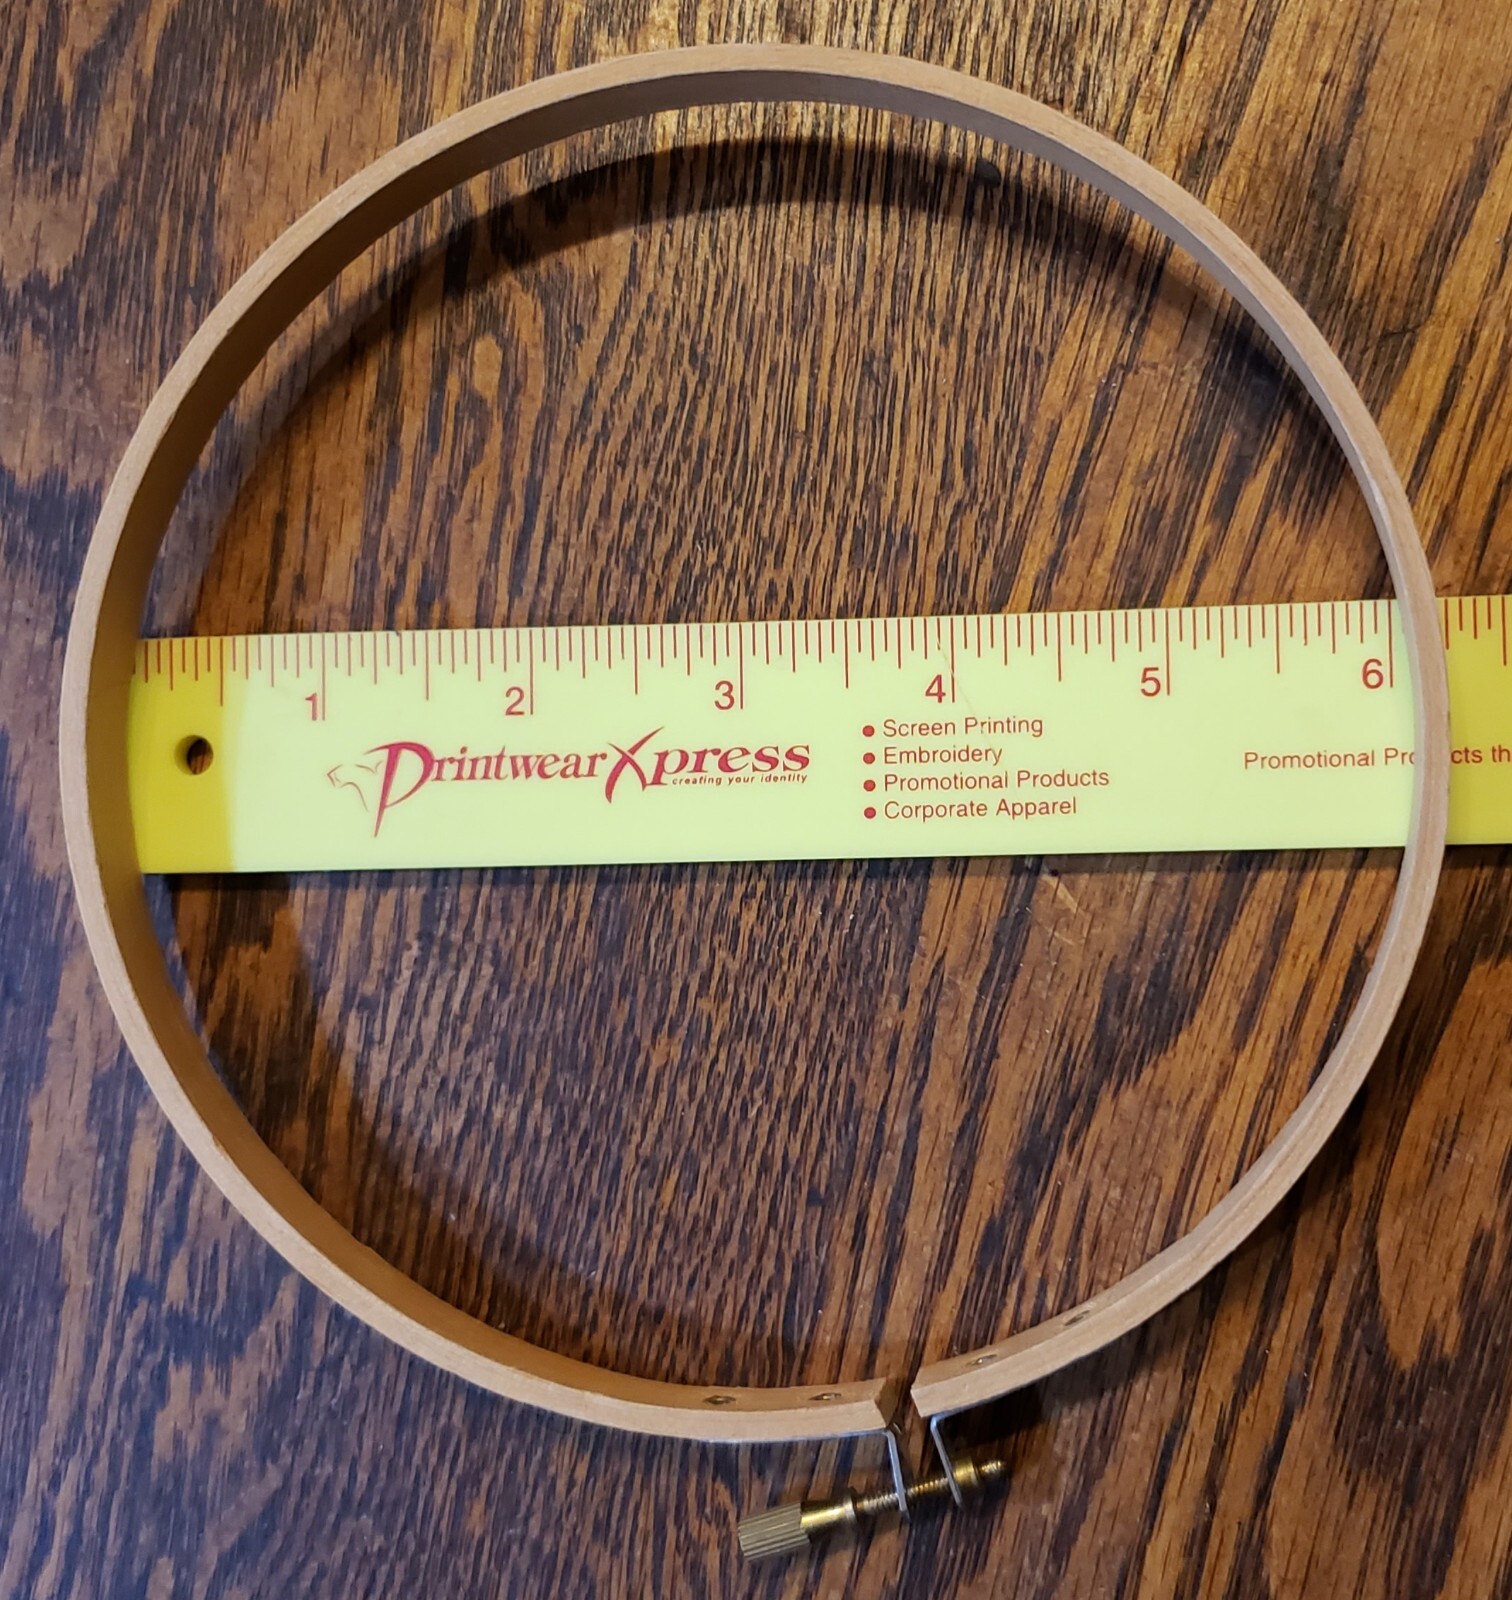 1 2 3 4 5 6
PrintwearXpress
creating your identity
• Screen Printing
• Embroidery
• Promotional Products
• Corporate Apparel
Promotional